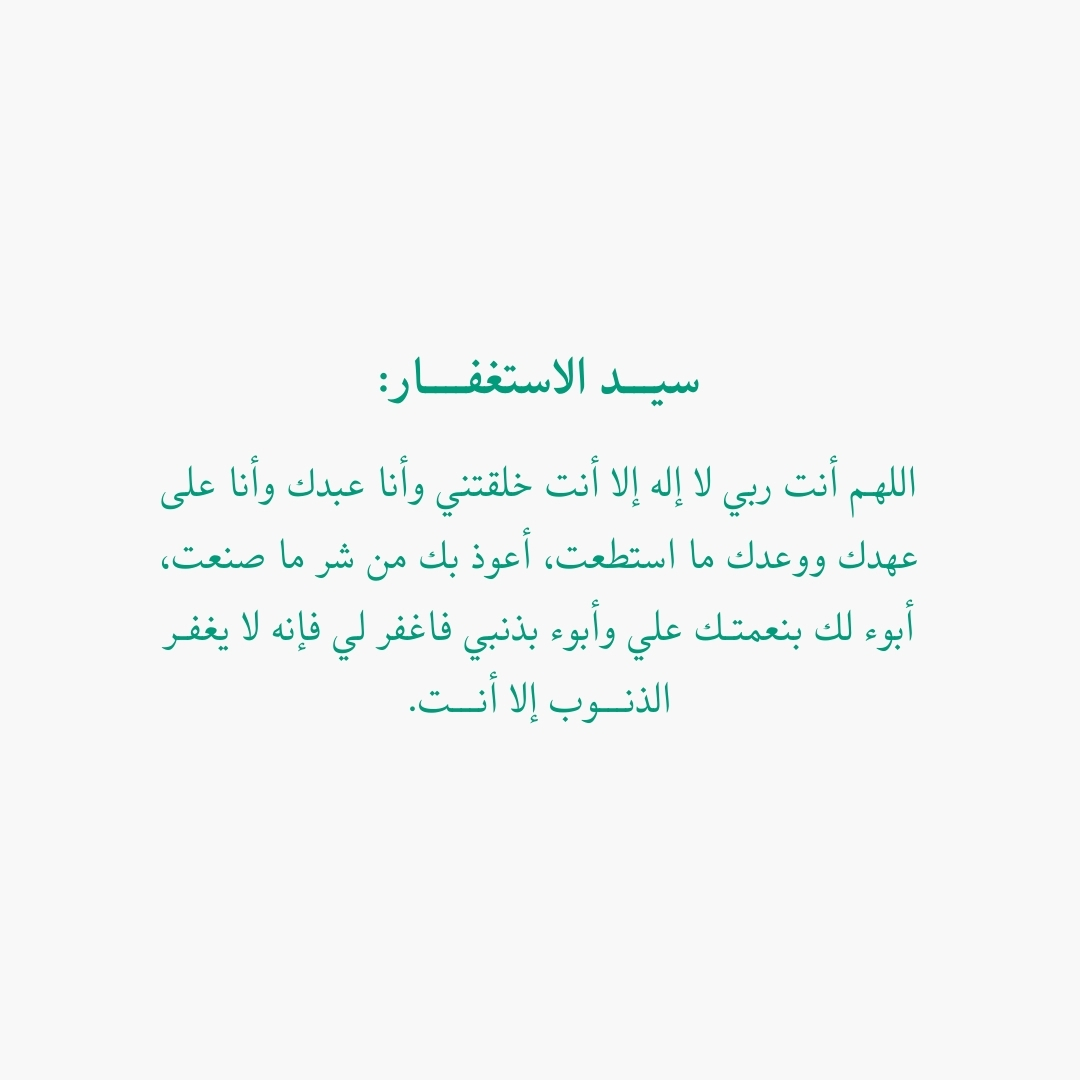 سيـــد الاستغفـــار:
اللهـم أنت ربي لا إله إلا أنت خلقتني وأنا عبدك وأنا على
عهدك ووعدك ما استطعت، أعوذ بك من شر ما صنعت،
أبوء لك بنعمتـك علي وأبوء بذنبي فاغفر لي فإنه لا يغفـر
الذنـــوب إلا أنـــت.